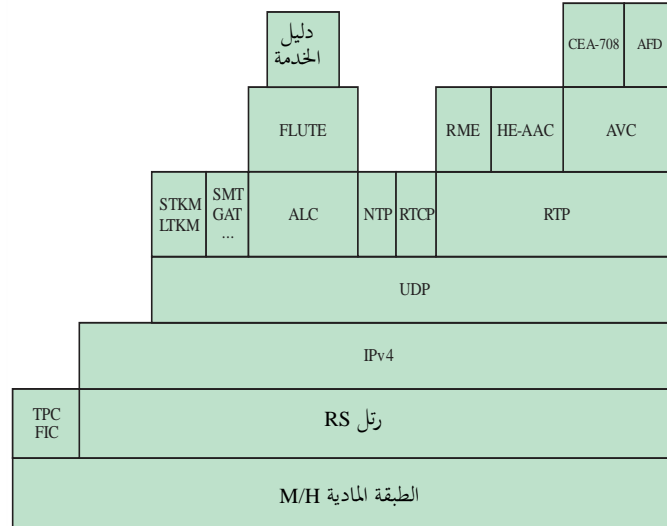 دليل
الخدمة
CEA-708
AFD
FLUTE
RME
HE-AAC
AVC
STKM
LTKM
SMT
GAT
...
ALC
NTP
RTCP
RTP
UDP
IPv4
TPC
FIC
رتل RS
الطبقة المادية M/H